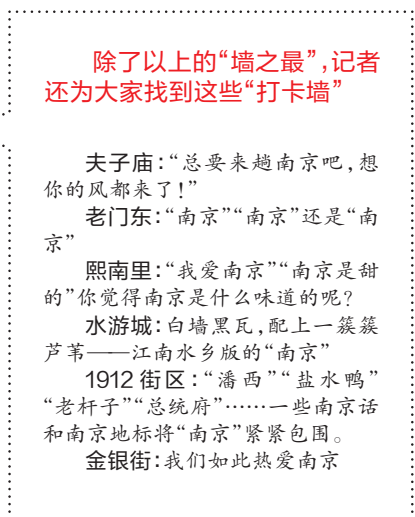 除了以上的“墙之最”,记者
还为大家找到这些“打卡墙”
夫子庙:“总要来趟南京吧,想
你的风都来了!”
老门东:“南京”“南京”还是“南
京”
熙南里:“我爱南京”“南京是甜
的”你觉得南京是什么味道的呢?
水游城:白墙黑瓦,配上一簇簇
芦苇——江南水乡版的“南京”
1912街区:“潘西”“盐水鸭”
“老杆子”“总统府”……一些南京话
和南京地标将“南京”紧紧包围。
金银街:我们如此热爱南京